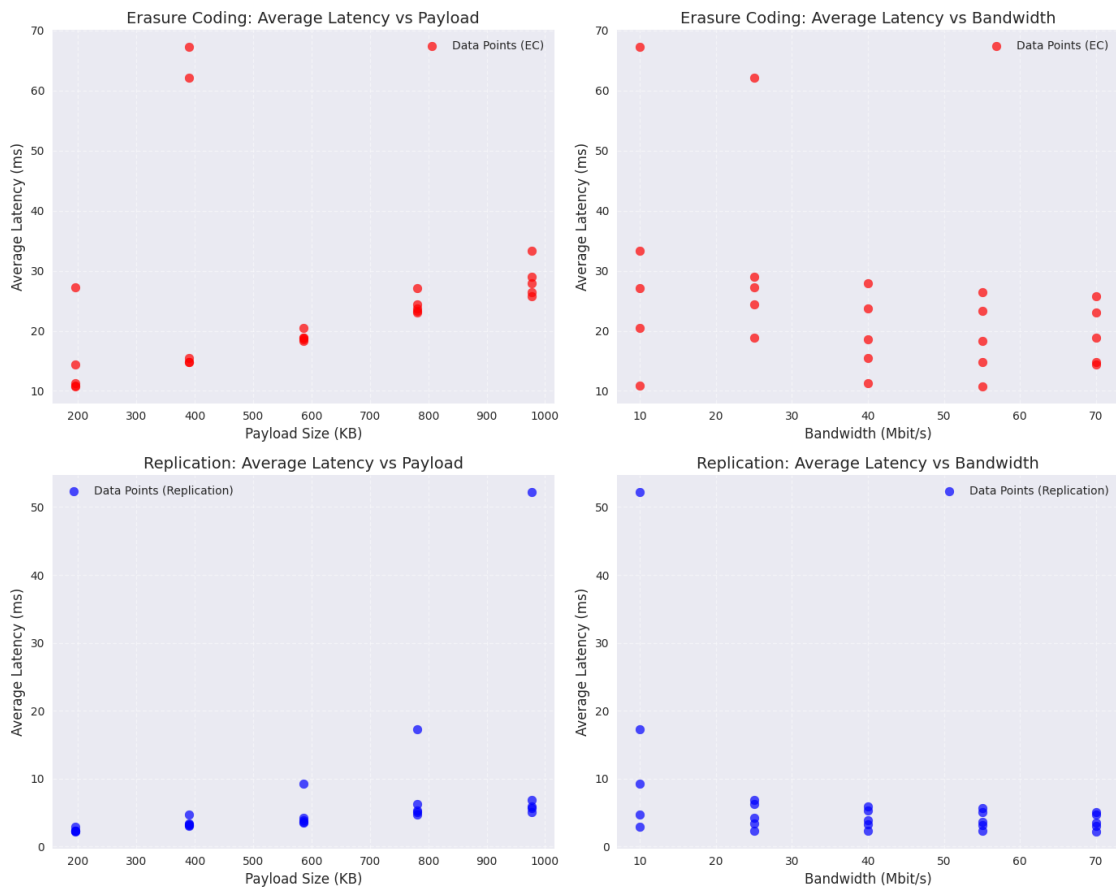 Erasure Coding: Average Latency vs Payload
Data Points (EC)
Average Latency (ms)
70
60
50
40
30
20
10
200 300 400 500 600 700 800 900 1000
Payload Size (KB)
Erasure Coding: Average Latency vs Bandwidth
Data Points (EC)
Average Latency (ms)
70
60
50
40
30
20
10
10 20 30 40 50 60 70
Bandwidth (Mbit/s)
Replication: Average Latency vs Payload
Data Points (Replication)
Average Latency (ms)
50
40
30
20
10
0
200 300 400 500 600 700 800 900 1000
Payload Size (KB)
Replication: Average Latency vs Bandwidth
Data Points (Replication)
Average Latency (ms)
50
40
30
20
10
0
10 20 30 40 50 60 70
Bandwidth (Mbit/s)